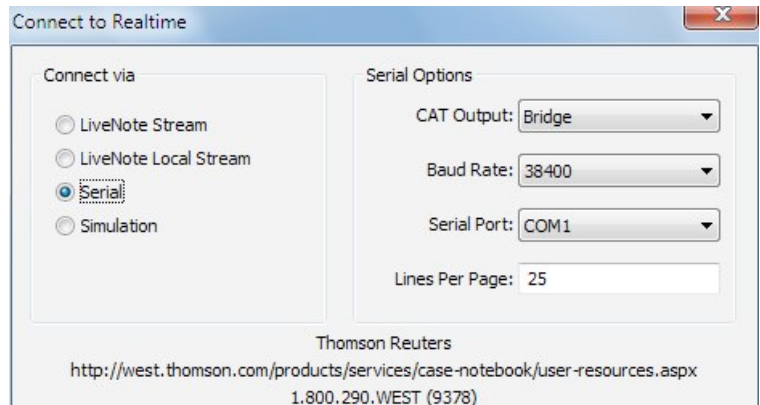 Connect to Realtime
Connect via
LiveNote Stream
LiveNote Local Stream
Serial
Simulation
Serial Options
CAT Output: Bridge
Baud Rate: 38400
Serial Port: COM1
Lines Per Page: 25
Thomson Reuters
http://west.thomson.com/products/services/case-notebook/user-resources.aspx
1.800.290.WEST (9378)